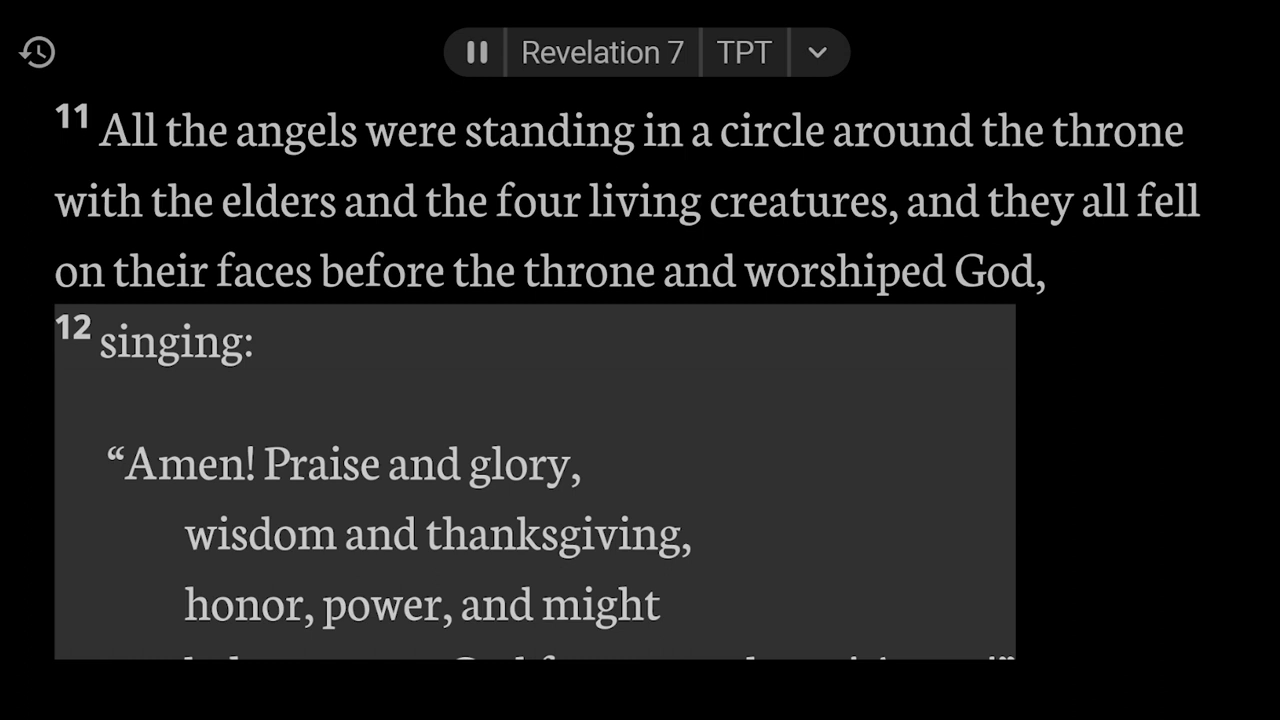 Revelation 7 TPT
11 All the angels were standing in a circle around the throne
with the elders and the four living creatures, and they all fell
on their faces before the throne and worshiped God,
12 singing:
“Amen! Praise and glory,
wisdom and thanksgiving,
honor, power, and might